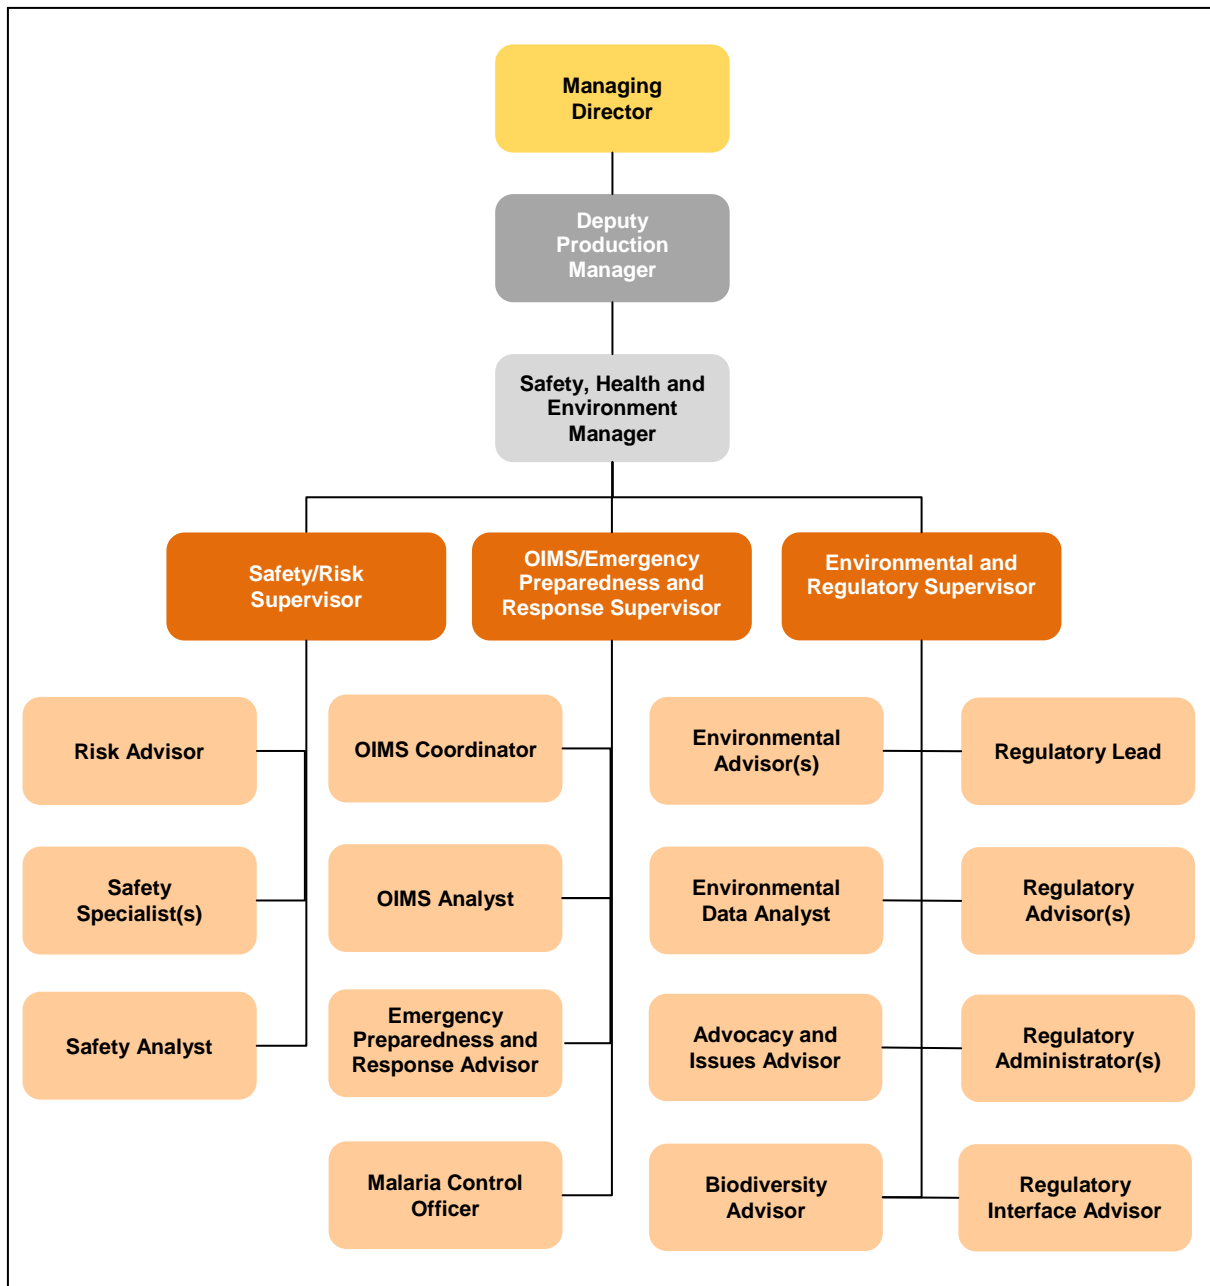 Managing
Director
Deputy
Production
Manager
Safety, Health and
Environment
Manager
Safety/Risk
Supervisor
OIMS/Emergency
Preparedness and
Response Supervisor
Environmental and
Regulatory Supervisor
Risk Advisor
OIMS Coordinator
Environmental
Advisor(s)
Regulatory Lead
Safety
Specialist(s)
OIMS Analyst
Environmental
Data Analyst
Regulatory
Advisor(s)
Safety Analyst
Emergency
Preparedness and
Response Advisor
Advocacy and
Issues Advisor
Regulatory
Administrator(s)
Malaria Control
Officer
Biodiversity
Advisor
Regulatory
Interface Advisor